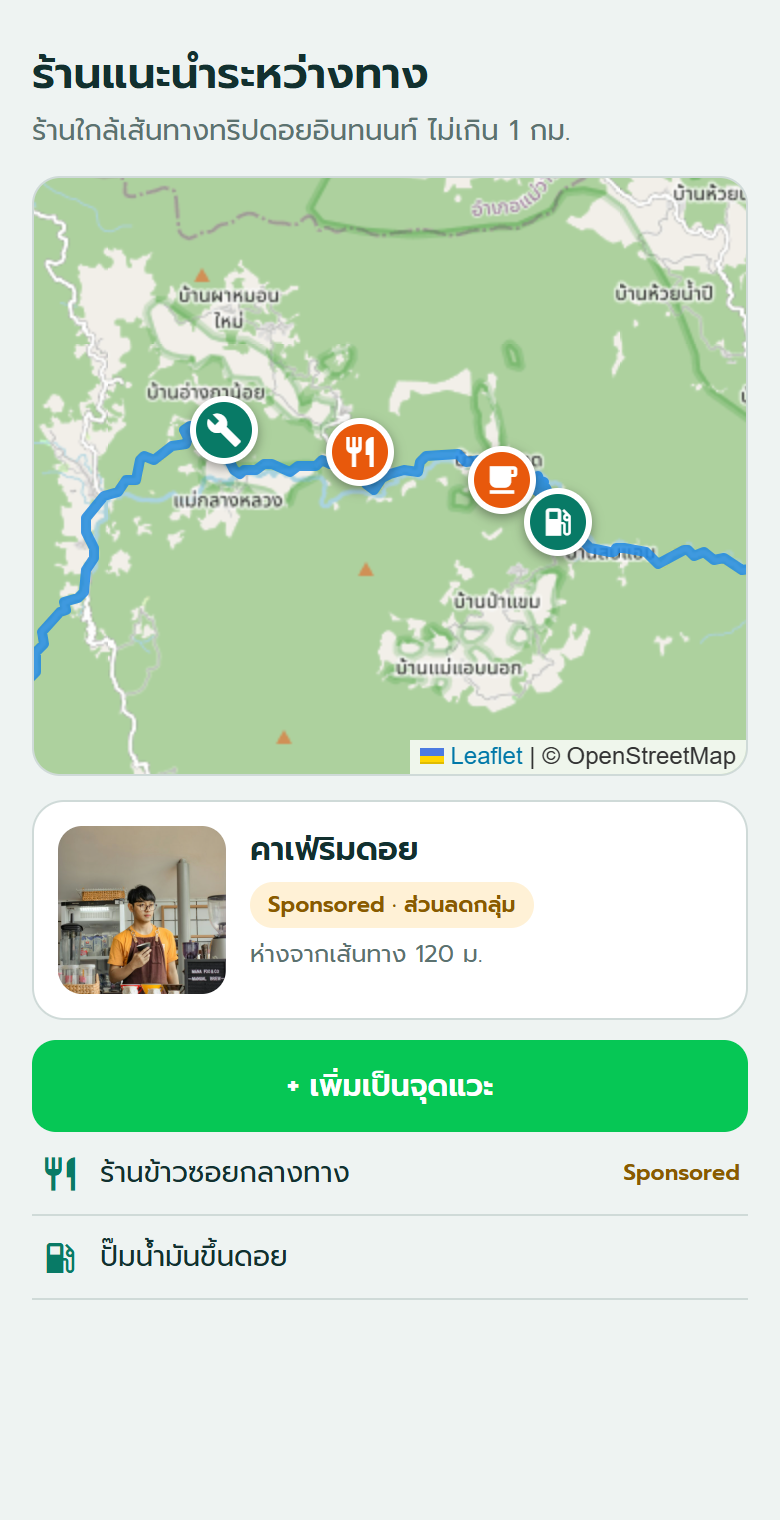 ร้านแนะนำระหว่างทาง
ร้านใกล้เส้นทางทริปดอยอินทนนท์ ไม่เกิน 1 กม.
บ้านผาหมอน
ใหม่
บ้านห้วยน้ำปี
บ้านอ่างกาน้อย
แม่กลางหลวง
บ้านป่าแขม
บ้านแม่แอบนอก
Leaflet | © OpenStreetMap
คาเฟ่ริมดอย
Sponsored · ส่วนลดกลุ่ม
ห่างจากเส้นทาง 120 ม.
+ เพิ่มเป็นจุดแวะ
ร้านข้าวซอยกลางทาง Sponsored
ปั๊มน้ำมันขึ้นดอย